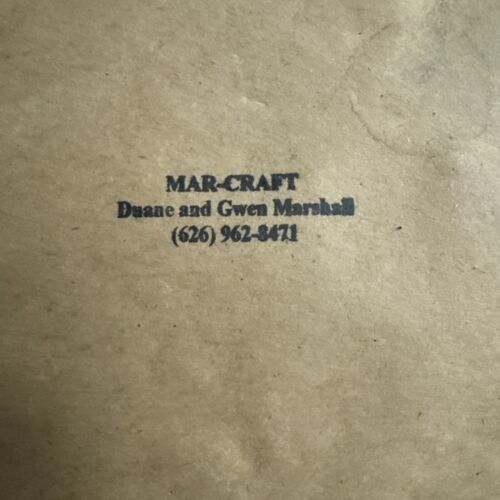 MAR-CRAFT
Duane and Gwen Marshall
(626) 962-8471